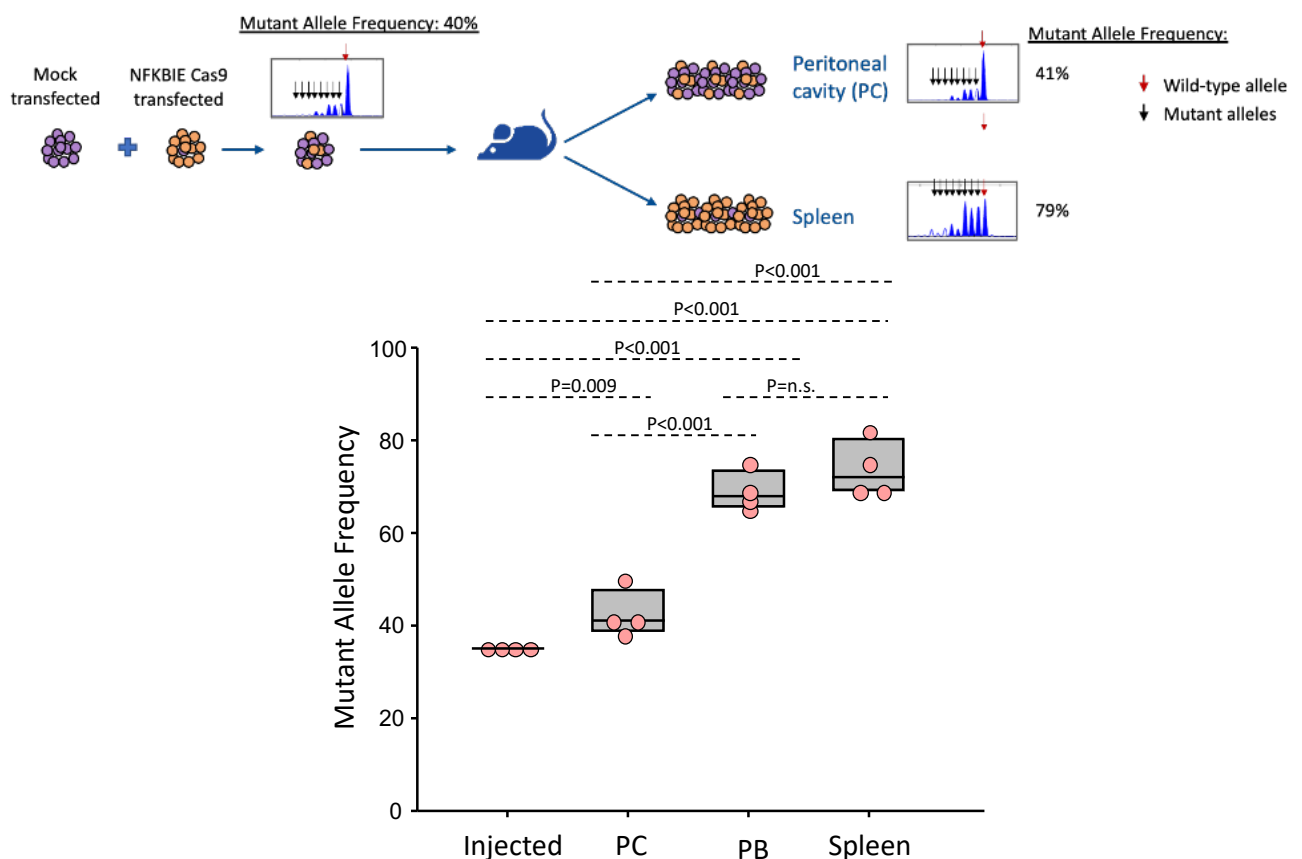 Mutant Allele Frequency: 40%
Mock
transfected
NFKBIE Cas9
transfected
Peritoneal
cavity (PC)
Mutant Allele Frequency:
41%
Wild-type allele
Mutant alleles
Spleen
79%
P<0.001
P<0.001
P<0.001
P=0.009
P=n.s.
P<0.001
Mutant Allele Frequency
100
80
60
40
20
0
Injected
PC
PB
Spleen